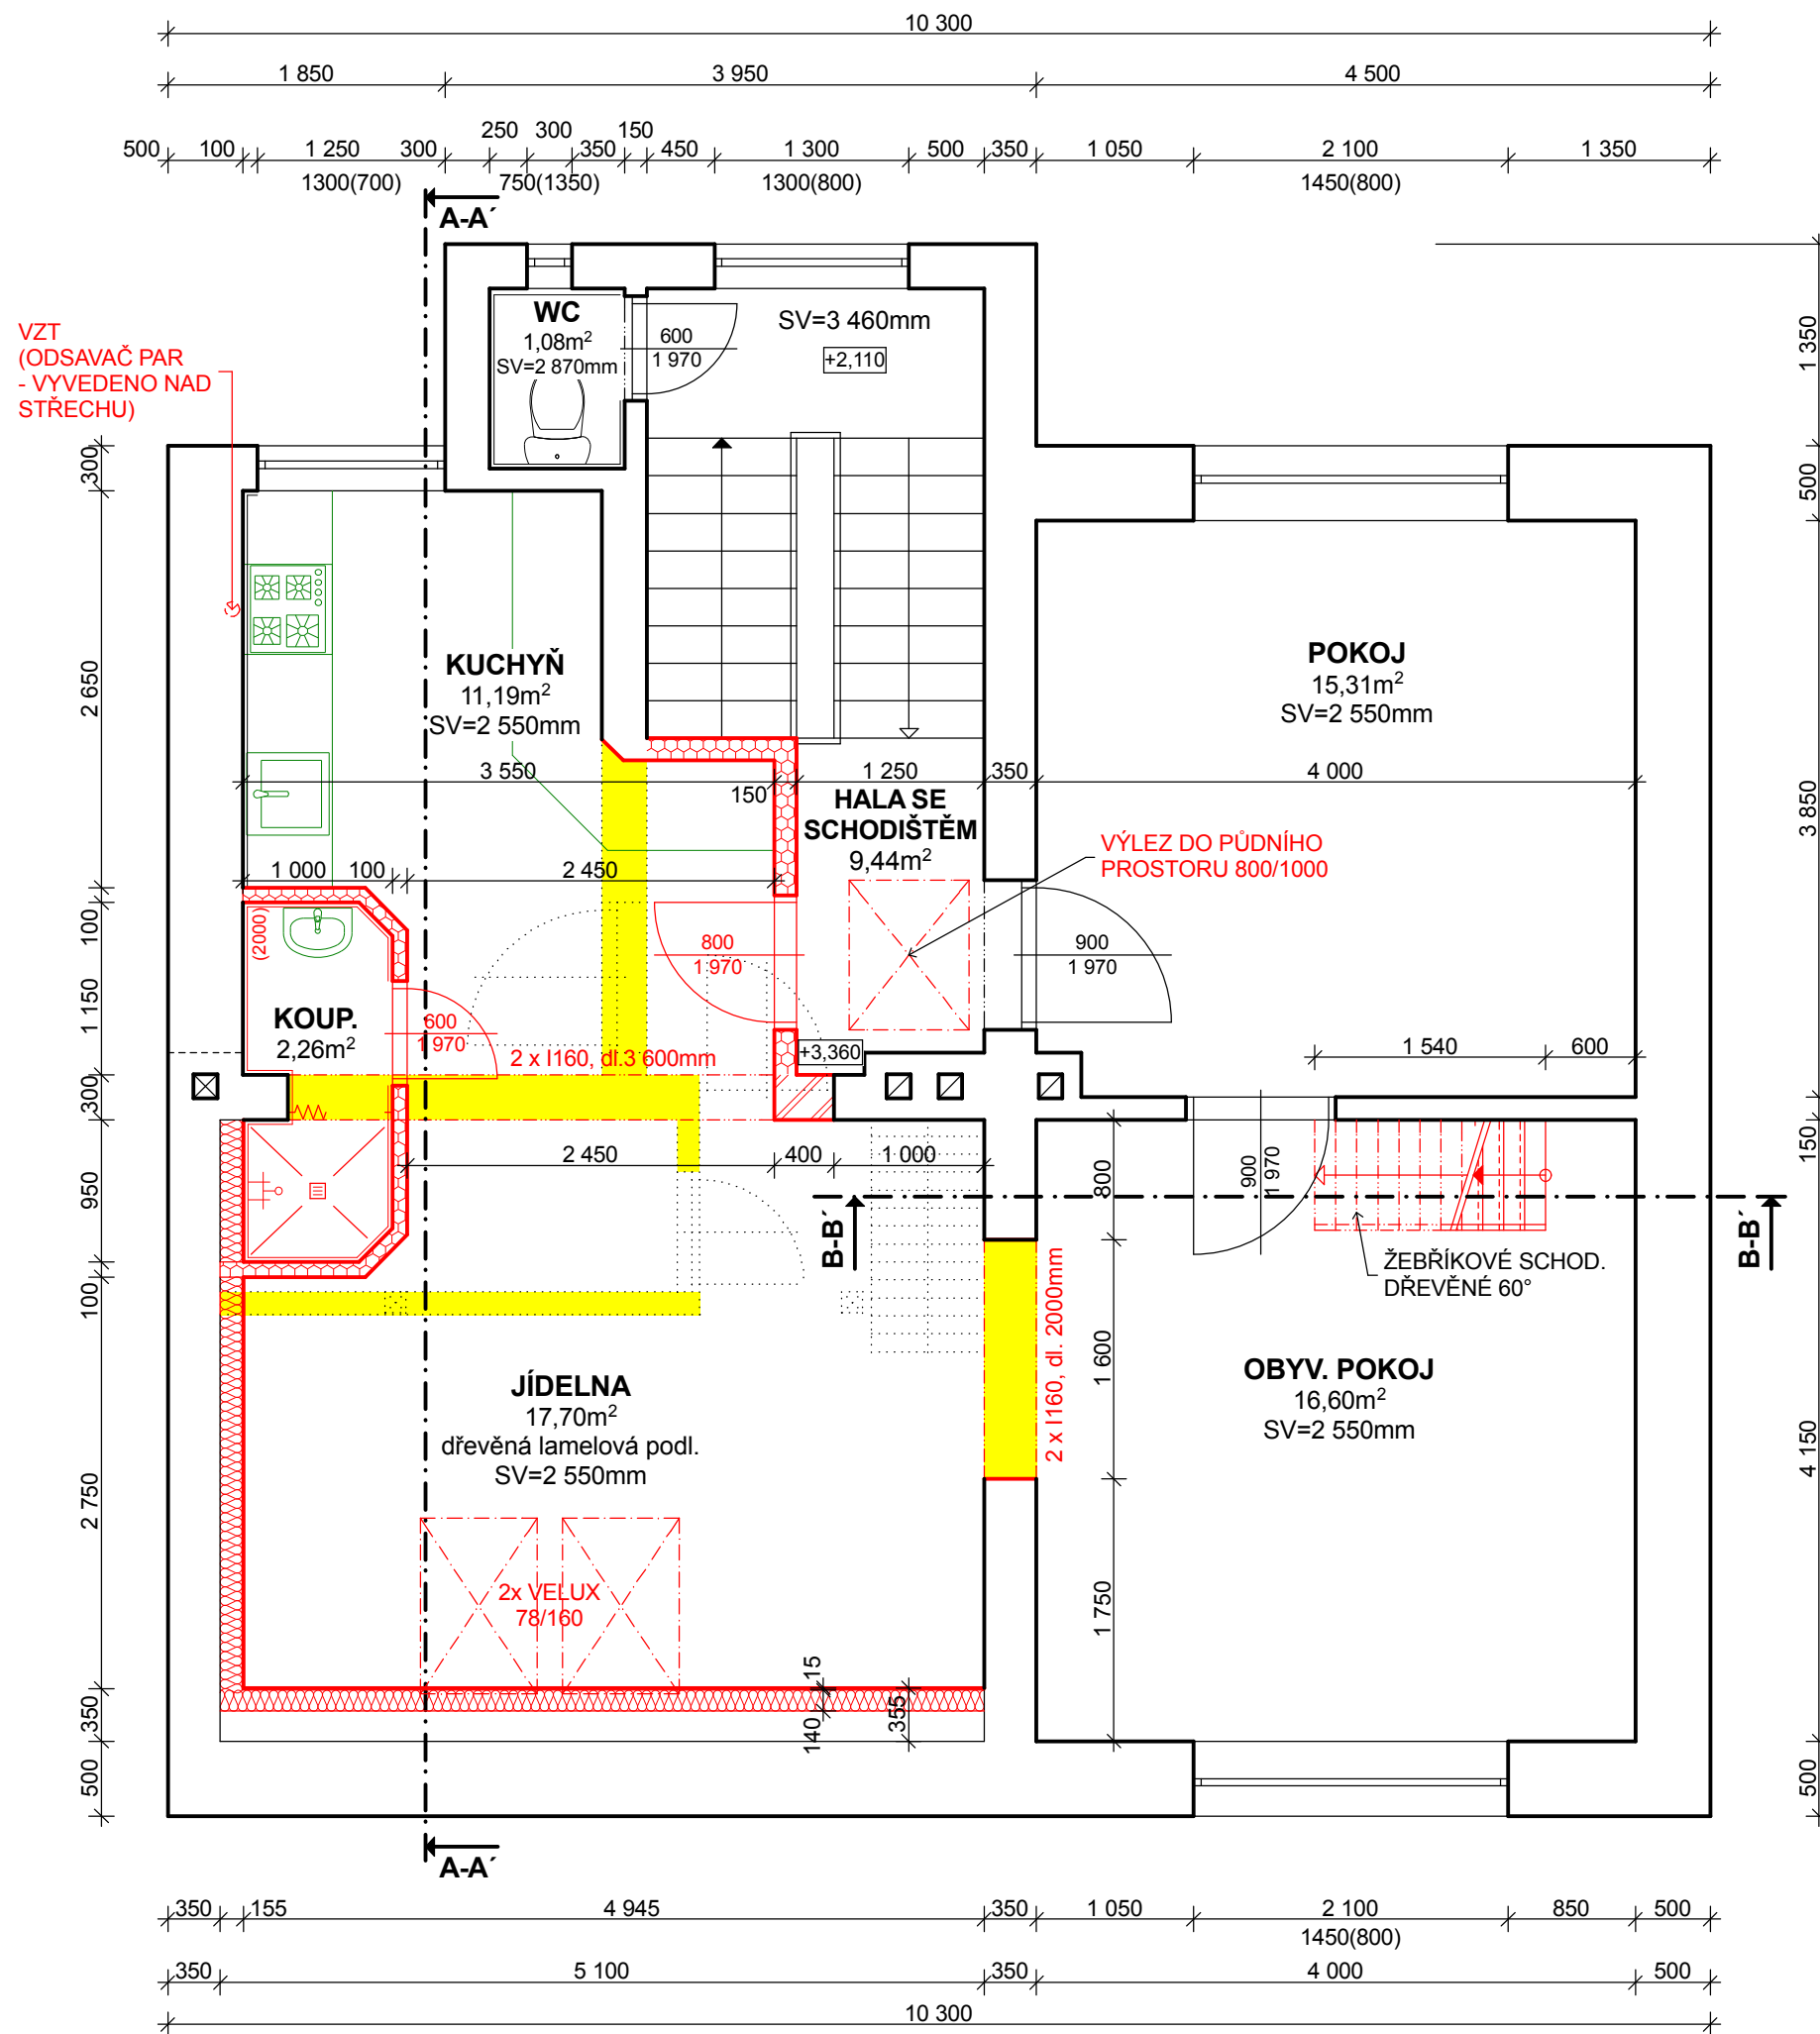 10 300
1 850
3 950
4 500
250
300
150
500
100
1 250
300
350
450
1 300
500
350
1 050
2 100
1 350
1300(700)
750(1350)
1300(800)
1450(800)
A-A´
VZT
(ODSAVAČ PAR
- VYVEDENO NAD
STŘECHU)
WC
1,08m²
SV=2 870mm
600
1 970
SV=3 460mm
+2,110
1 350
300
500
2 650
3 850
KUCHYŇ
11,19m²
SV=2 550mm
POKOJ
15,31m²
SV=2 550mm
3 550
150
1 250
350
4 000
HALA SE
SCHODIŠTĚM
9,44m²
VÝLEZ DO PŮDNÍHO
PROSTORU 800/1000
1 000
100
2 450
100
(2000)
800
1 970
900
1 970
1 150
KOUP.
2,26m²
600
1 970
2 x I160, dl.3 600mm
+3,360
1 540
600
300
150
950
2 450
400
1 000
800
900
1 970
B-B´
B-B´
ŽEBŘÍKOVÉ SCHOD.
DŘEVĚNÉ 60°
100
2 x I160, dl. 2000mm
1 600
JÍDELNA
17,70m²
dřevěná lamelová podl.
SV=2 550mm
OBYV. POKOJ
16,60m²
SV=2 550mm
4 150
2 750
2x VELUX
78/160
1 750
15
140
355
350
500
500
A-A´
350
155
4 945
350
1 050
2 100
850
500
1450(800)
350
5 100
350
4 000
500
10 300